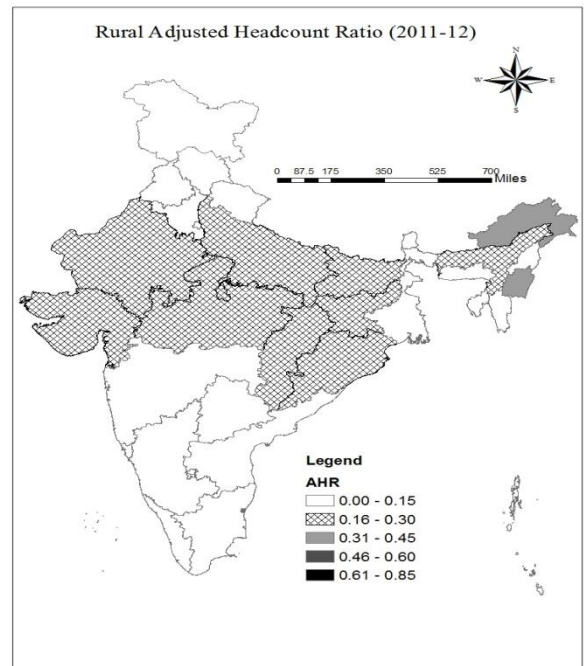 Rural Adjusted Headcount Ratio (2011-12)
N
W E
S
0 87.5 175 350 525 700
Miles
Legend
AHR
0.00 - 0.15
0.16 - 0.30
0.31 - 0.45
0.46 - 0.60
0.61 - 0.85